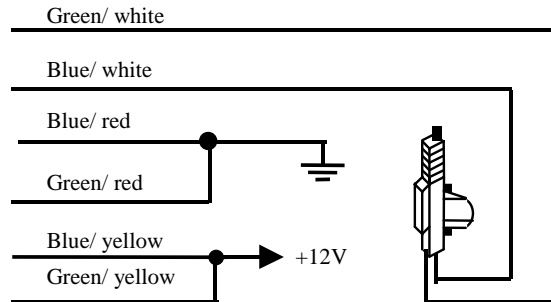 Green/ white
Blue/ white
Blue/ red
Green/ red
Blue/ yellow
+12V
Green/ yellow